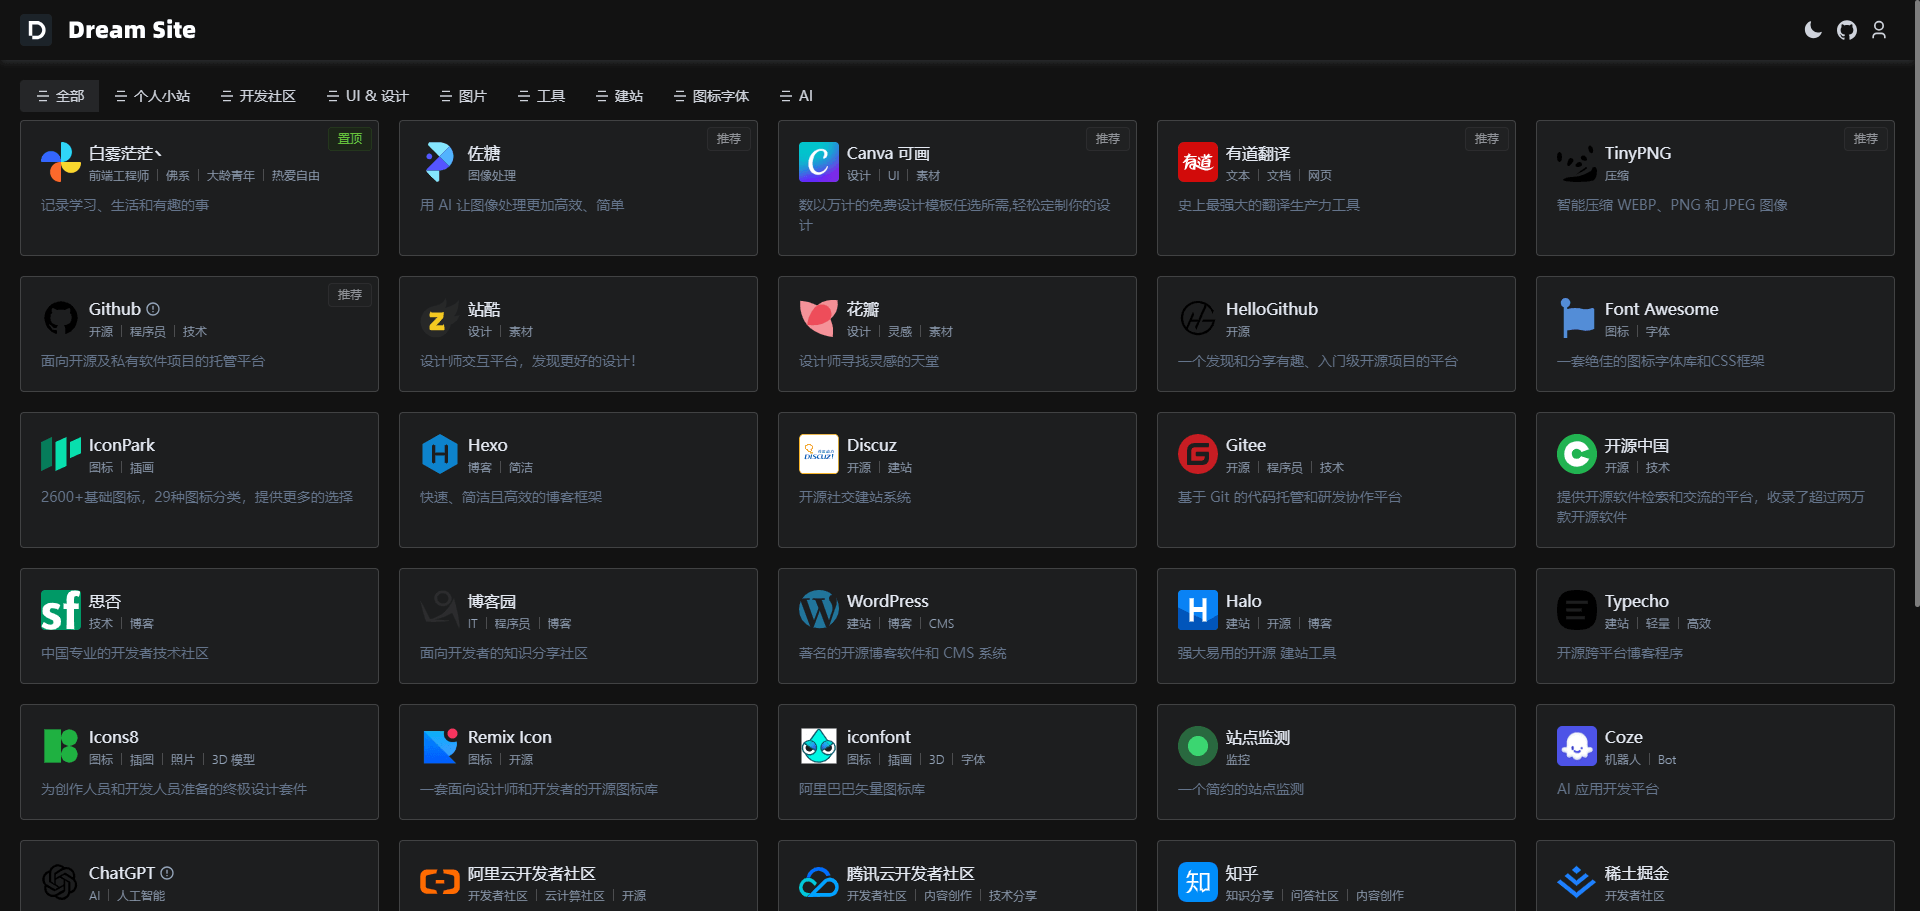 D Dream Site
全部 个人小站 开发社区 UI & 设计 图片 工具 建站 图标字体 AI
置顶
白雾茫茫丶
前端工程师 佛系 大龄青年 热爱自由
记录学习、生活和有趣的事
推荐
佐糖
图像处理
用 AI 让图像处理更加高效、简单
推荐
C
Canva 可画
设计 UI 素材
数以万计的免费设计模板任选所需,轻松定制你的设
计
推荐
有道
有道翻译
文本 文档 网页
史上最强大的翻译生产力工具
推荐
TinyPNG
压缩
智能压缩 WEBP、PNG 和 JPEG 图像
推荐
Github
开源 程序员 技术
面向开源及私有软件项目的托管平台
Z
站酷
设计 素材
设计师交互平台，发现更好的设计！
花瓣
设计 灵感 素材
设计师寻找灵感的天堂
HelloGithub
开源
一个发现和分享有趣、入门级开源项目的平台
Font Awesome
图标 字体
一套绝佳的图标字体库和CSS框架
IconPark
图标 插画
2600+基础图标，29种图标分类，提供更多的选择
H
Hexo
博客 简洁
快速、简洁且高效的博客框架
DISCUZ!
Discuz
开源 建站
开源社交建站系统
G
Gitee
开源 程序员 技术
基于 Git 的代码托管和研发协作平台
C
开源中国
开源 技术
提供开源软件检索和交流的平台，收录了超过两万
款开源软件
sf
思否
技术 博客
中国专业的开发者技术社区
博客园
IT 程序员 博客
面向开发者的知识分享社区
W
WordPress
建站 博客 CMS
著名的开源博客软件和 CMS 系统
H
Halo
建站 开源 博客
强大易用的开源 建站工具
Typecho
建站 轻量 高效
开源跨平台博客程序
Icons8
图标 插图 照片 3D 模型
为创作人员和开发人员准备的终极设计套件
Remix Icon
图标 开源
一套面向设计师和开发者的开源图标库
iconfont
图标 插画 3D 字体
阿里巴巴矢量图标库
站点监测
监控
一个简约的站点监测
Coze
机器人 Bot
AI 应用开发平台
ChatGPT
AI 人工智能
阿里云开发者社区
开发者社区 云计算社区 开源
腾讯云开发者社区
开发者社区 内容创作 技术分享
知
知乎
知识分享 问答社区 内容创作
稀土掘金
开发者社区